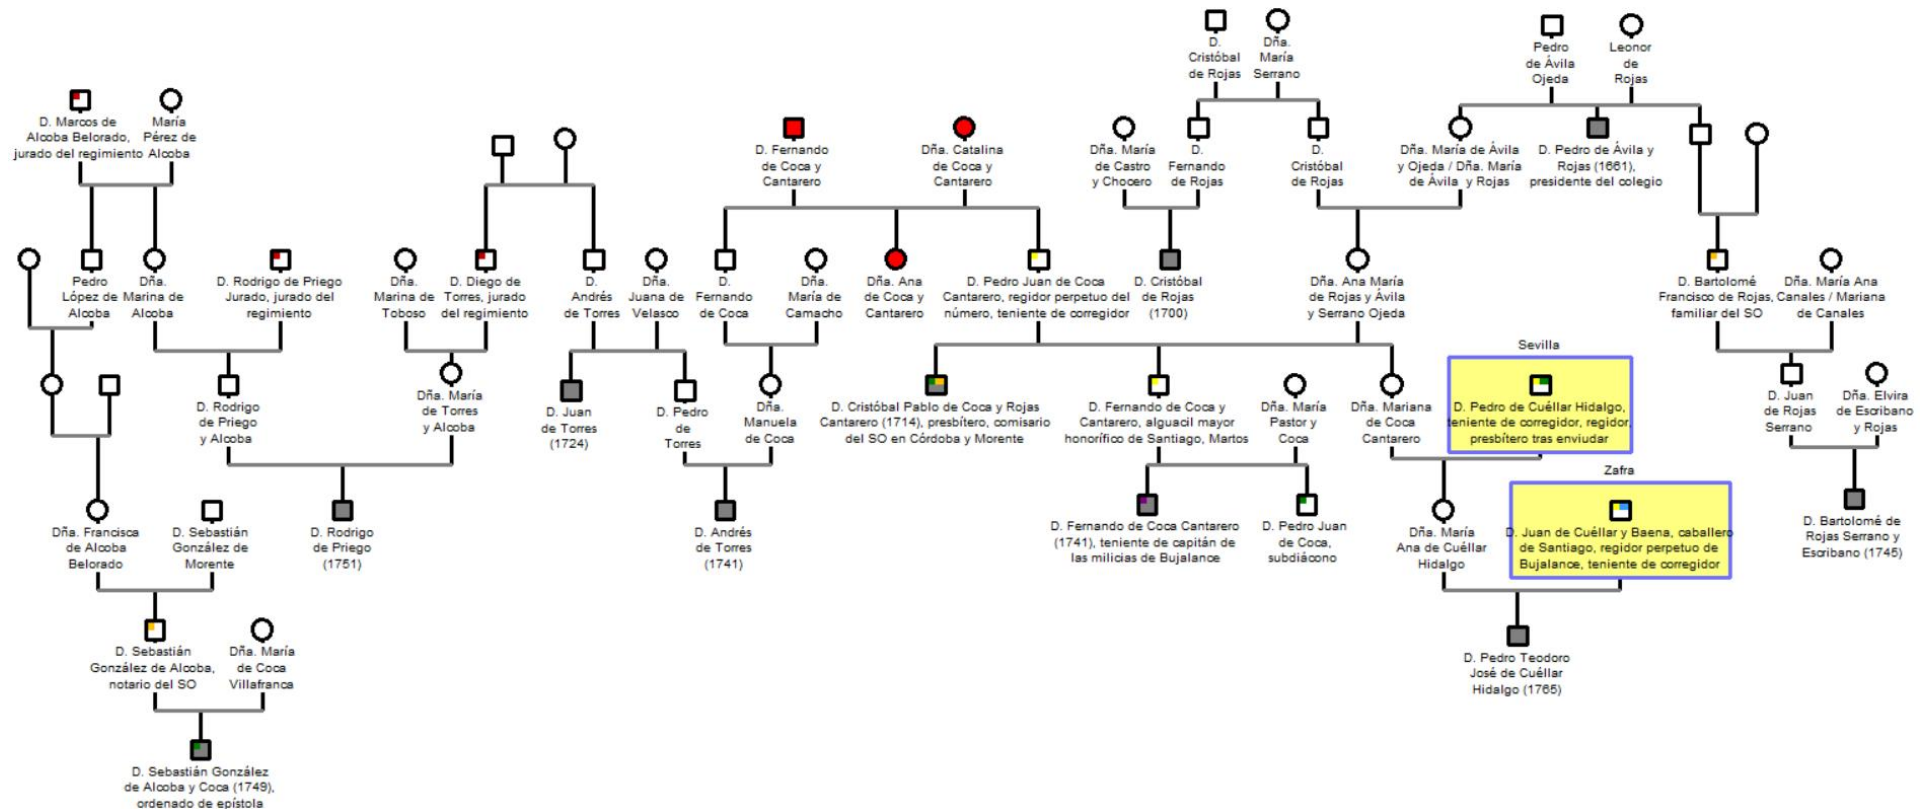 D.
Cristóbal
de Rojas
Dña.
María
Serrano
Pedro
de Ávila
Ojeda
Leonor
de
Rojas
D. Marcos de
Alcoba Belorado,
jurado del regimiento
María
Pérez de
Alcoba
D. Fernando
de Coca y
Cantarero
Dña. Catalina
de Coca y
Cantarero
Dña. María
de Castro
y Chocero
D.
Fernando
de Rojas
D.
Cristóbal
de Rojas
Dña. María de Ávila
y Ojeda / Dña. María
de Ávila y Rojas
D. Pedro de Ávila y
Rojas (1661),
presidente del colegio
Pedro
López de
Alcoba
Dña.
Marina de
Alcoba
D. Rodrigo de Priego
Jurado, jurado del
regimiento
Dña.
Marina de
Toboso
D. Diego de
Torres, jurado
del regimiento
D.
Andrés
de Torres
Dña.
Juana de
Velasco
D.
Fernando
de Coca
Dña.
María de
Camacho
Dña. Ana
de Coca y
Cantarero
D. Pedro Juan de Coca
Cantarero, regidor perpetuo del
número, teniente de corregidor
D. Cristóbal
de Rojas
(1700)
Dña. Ana María
de Rojas y Ávila
y Serrano Ojeda
D. Bartolomé
Francisco de Rojas,
familiar del SO
Dña. María Ana
Canales / Mariana
de Canales
D. Rodrigo
de Priego
y Alcoba
Dña. María
de Torres
y Alcoba
D. Juan
de Torres
(1724)
D. Pedro
de
Torres
Dña.
Manuela
de Coca
D. Cristóbal Pablo de Coca y Rojas
Cantarero (1714), presbítero, comisario
del SO en Córdoba y Morente
D. Fernando de Coca y
Cantarero, alguacil mayor
honorífico de Santiago, Martos
Dña. María
Pastor y
Coca
Dña. Mariana
de Coca
Cantarero
Sevilla
D. Pedro de Cuéllar Hidalgo,
teniente de corregidor, regidor,
presbítero tras enviudar
D. Juan
de Rojas
Serrano
Dña. Elvira
de Escribano
y Rojas
Dña. Francisca
de Alcoba
Belorado
D. Sebastián
González de
Morente
D. Rodrigo
de Priego
(1751)
D. Andrés
de Torres
(1741)
D. Fernando de Coca Cantarero
(1741), teniente de capitán de
las milicias de Bujalance
D. Pedro Juan
de Coca,
subdiácono
Dña. María
Ana de Cuéllar
Hidalgo
Zafra
D. Juan de Cuéllar y Baena, caballero
de Santiago, regidor perpetuo de
Bujalance, teniente de corregidor
D. Bartolomé de
Rojas Serrano y
Escribano (1745)
D. Sebastián
González de Alcoba,
notario del SO
Dña. María
de Coca
Villafranca
D. Pedro Teodoro
José de Cuéllar
Hidalgo (1765)
D. Sebastián González
de Alcoba y Coca (1749),
ordenado de epístola